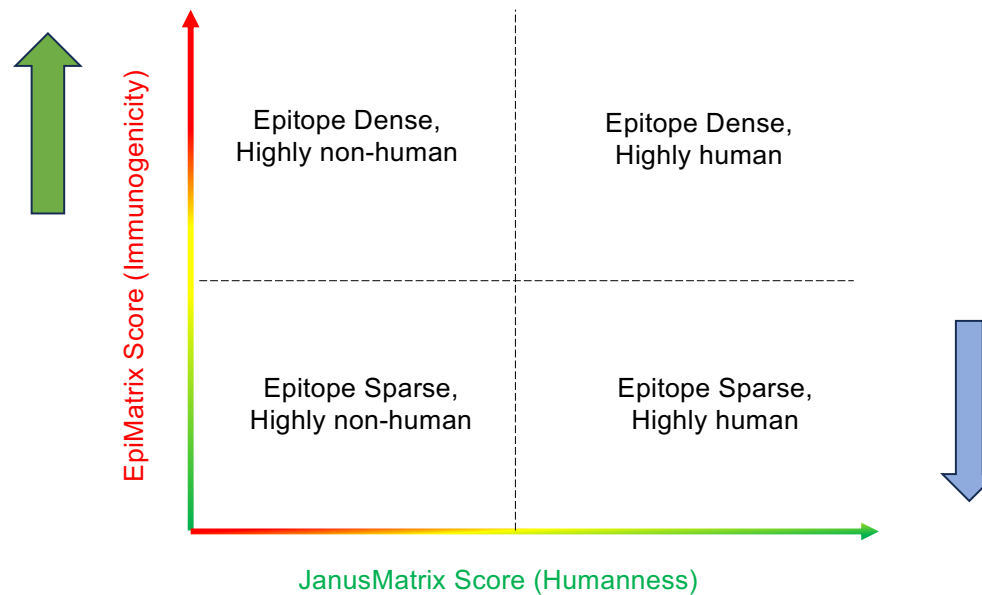 EpiMatrix Score (Immunogenicity)
Epitope Dense,
Highly non-human
Epitope Dense,
Highly human
Epitope Sparse,
Highly non-human
Epitope Sparse,
Highly human
JanusMatrix Score (Humanness)